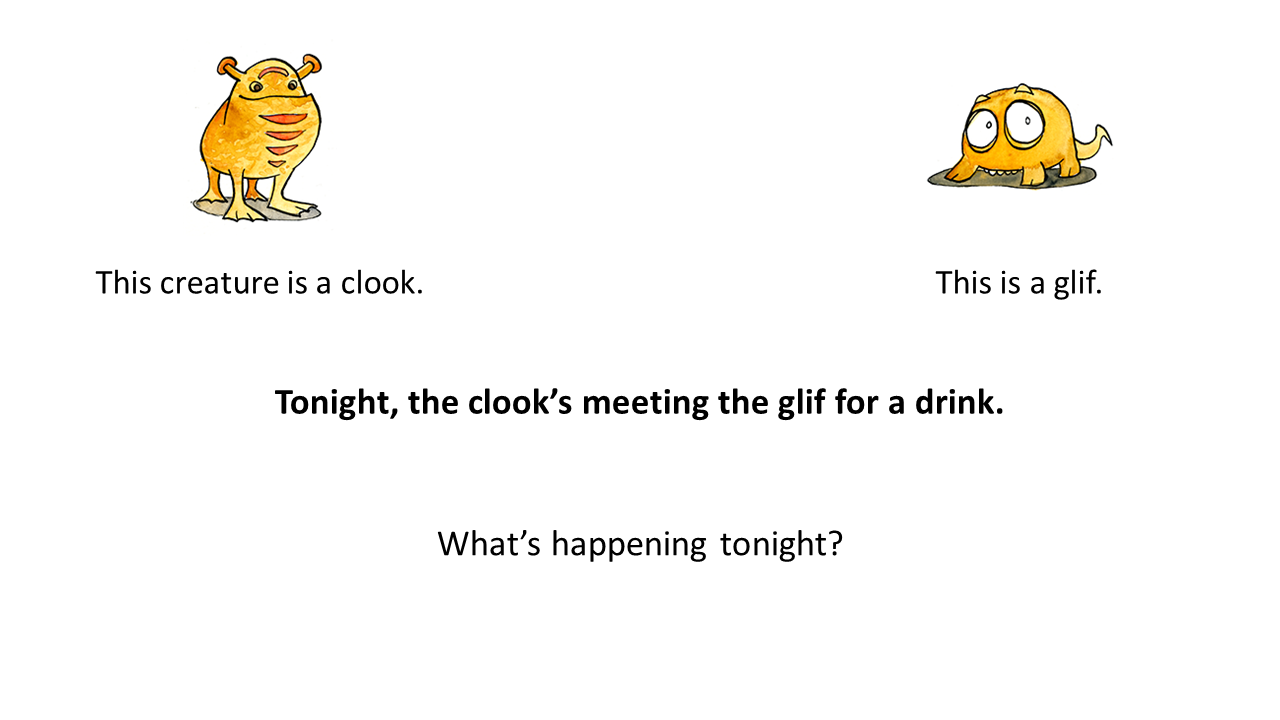 This creature is a clook.
This is a glif.
Tonight, the clook’s meeting the glif for a drink.
What’s happening tonight?